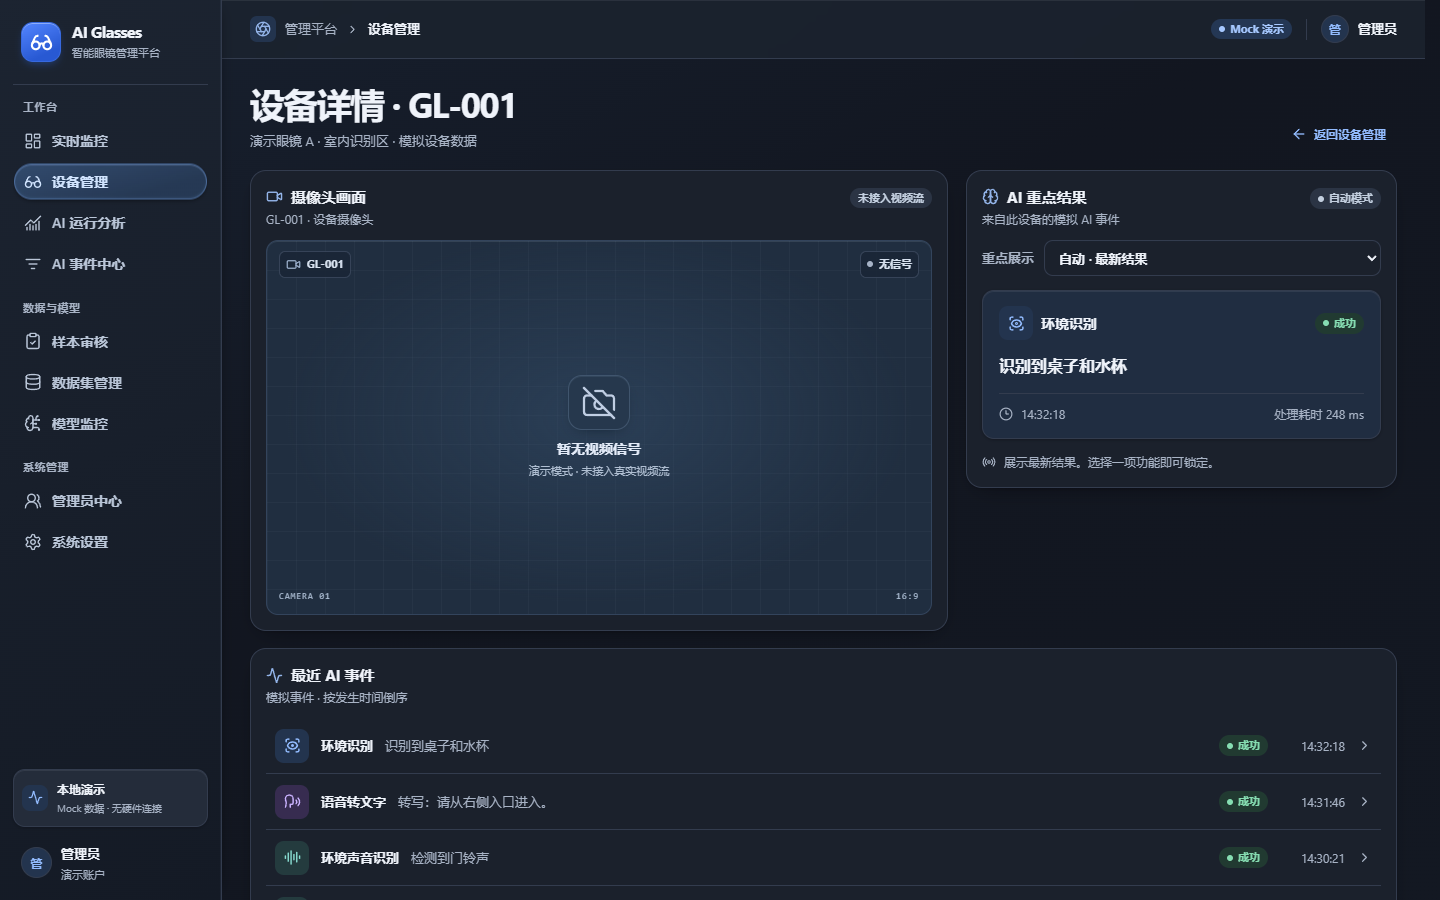 AI Glasses
智能眼镜管理平台
工作台
实时监控
设备管理
AI 运行分析
AI 事件中心
数据与模型
样本审核
数据集管理
模型监控
系统管理
管理员中心
系统设置
本地演示
Mock 数据 · 无硬件连接
管 管理员
演示账户
管理平台 > 设备管理
Mock 演示
管 管理员
设备详情 · GL-001
演示眼镜 A · 室内识别区 · 模拟设备数据
← 返回设备管理
摄像头画面
未接入视频流
GL-001 · 设备摄像头
GL-001
无信号
暂无视频信号
演示模式 · 未接入真实视频流
CAMERA 01
16:9
AI 重点结果
自动模式
来自此设备的模拟 AI 事件
重点展示 自动 · 最新结果
环境识别 成功
识别到桌子和水杯
14:32:18 处理耗时 248 ms
展示最新结果。选择一项功能即可锁定。
最近 AI 事件
模拟事件 · 按发生时间倒序
环境识别 识别到桌子和水杯 成功 14:32:18
语音转文字 转写：请从右侧入口进入。 成功 14:31:46
环境声音识别 检测到门铃声 成功 14:30:21